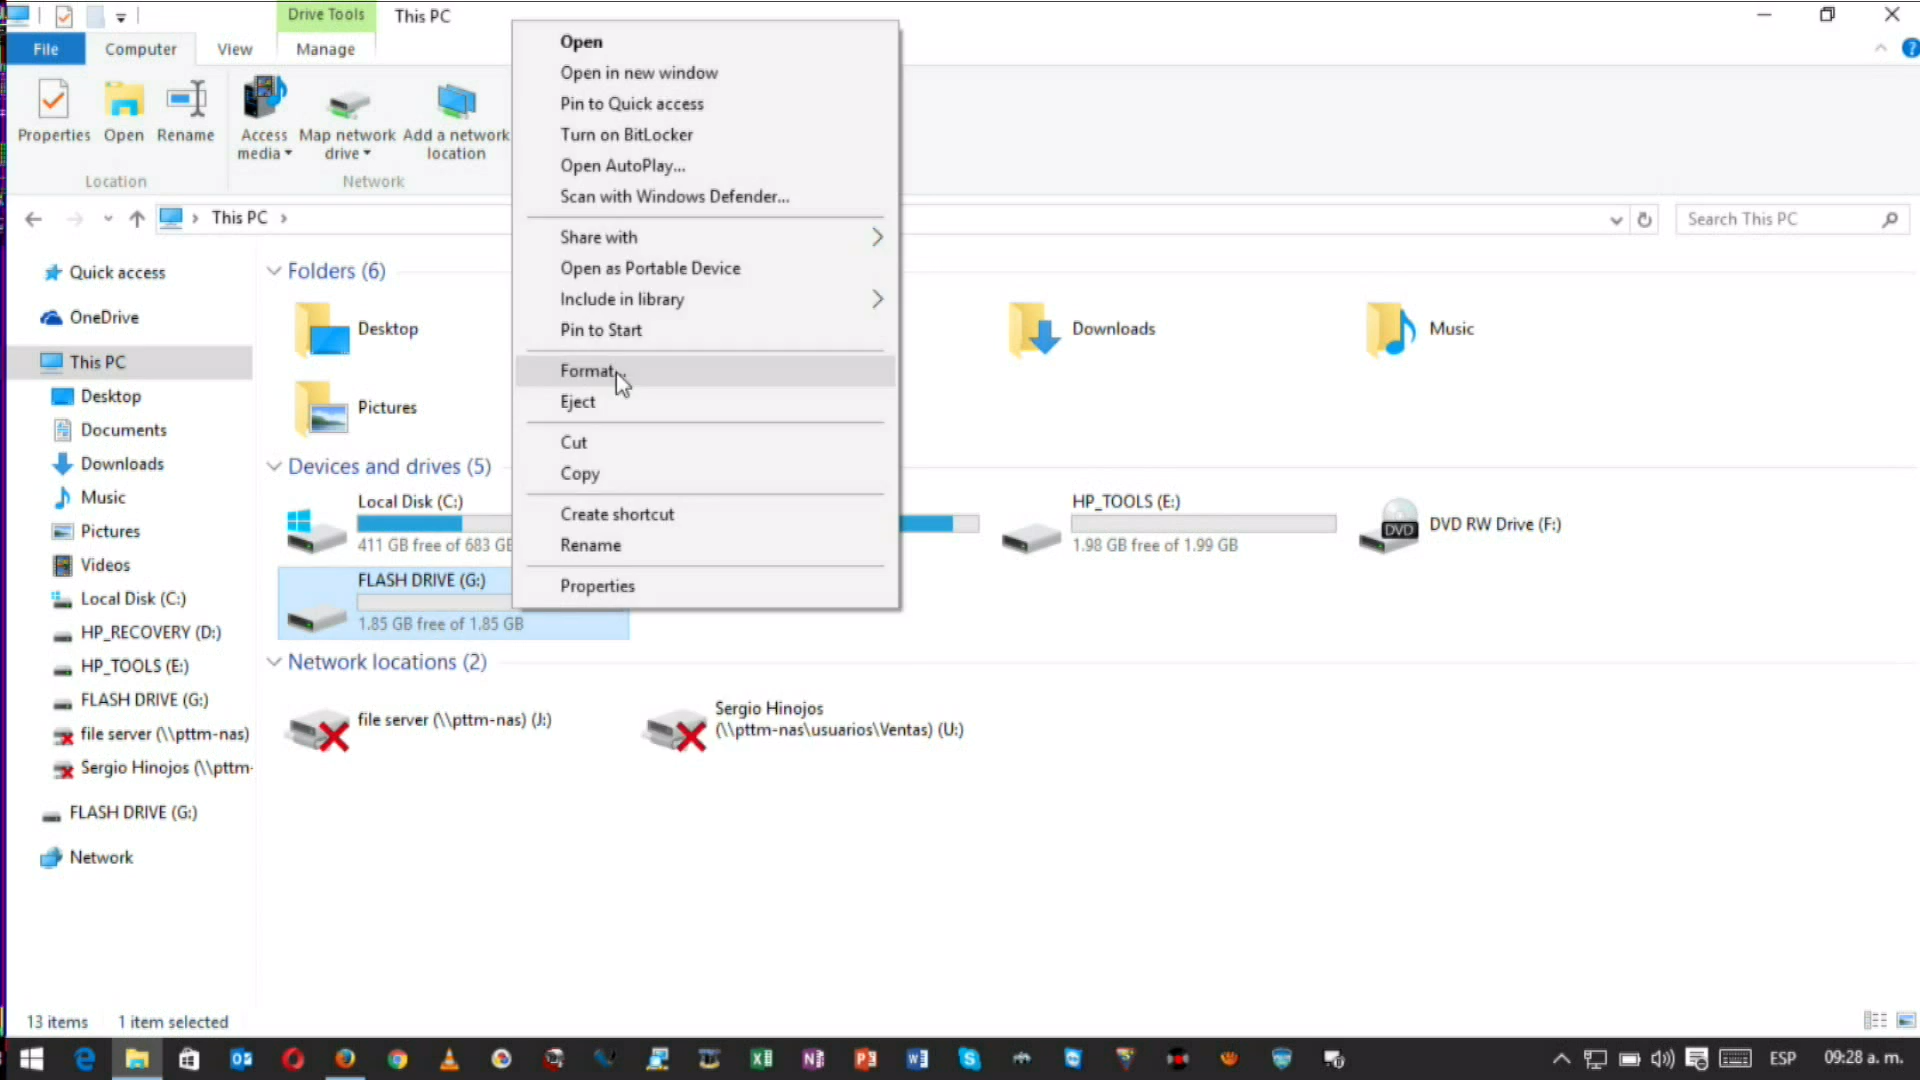 Drive Tools
This PC
File
Computer
View
Manage
Properties
Open
Rename
Access
media
Map network
drive
Add a network
location
Location
Network
This PC
Search This PC
Open
Open in new window
Pin to Quick access
Turn on BitLocker
Open AutoPlay...
Scan with Windows Defender...
Share with
Open as Portable Device
Include in library
Pin to Start
Format...
Eject
Cut
Copy
Create shortcut
Rename
Properties
Quick access
OneDrive
This PC
Desktop
Documents
Downloads
Music
Pictures
Videos
Local Disk (C:)
HP_RECOVERY (D:)
HP_TOOLS (E:)
FLASH DRIVE (G:)
file server (\\pttm-nas)
Sergio Hinojos (\\pttm-
FLASH DRIVE (G:)
Network
Folders (6)
Desktop
Downloads
Music
Pictures
Devices and drives (5)
Local Disk (C:)
411 GB free of 683 GB
HP_TOOLS (E:)
1.98 GB free of 1.99 GB
DVD
DVD RW Drive (F:)
FLASH DRIVE (G:)
1.85 GB free of 1.85 GB
Network locations (2)
file server (\\pttm-nas) (J:)
Sergio Hinojos
(\\pttm-nas\usuarios\Ventas) (U:)
13 items
1 item selected
ESP
09:28 a. m.